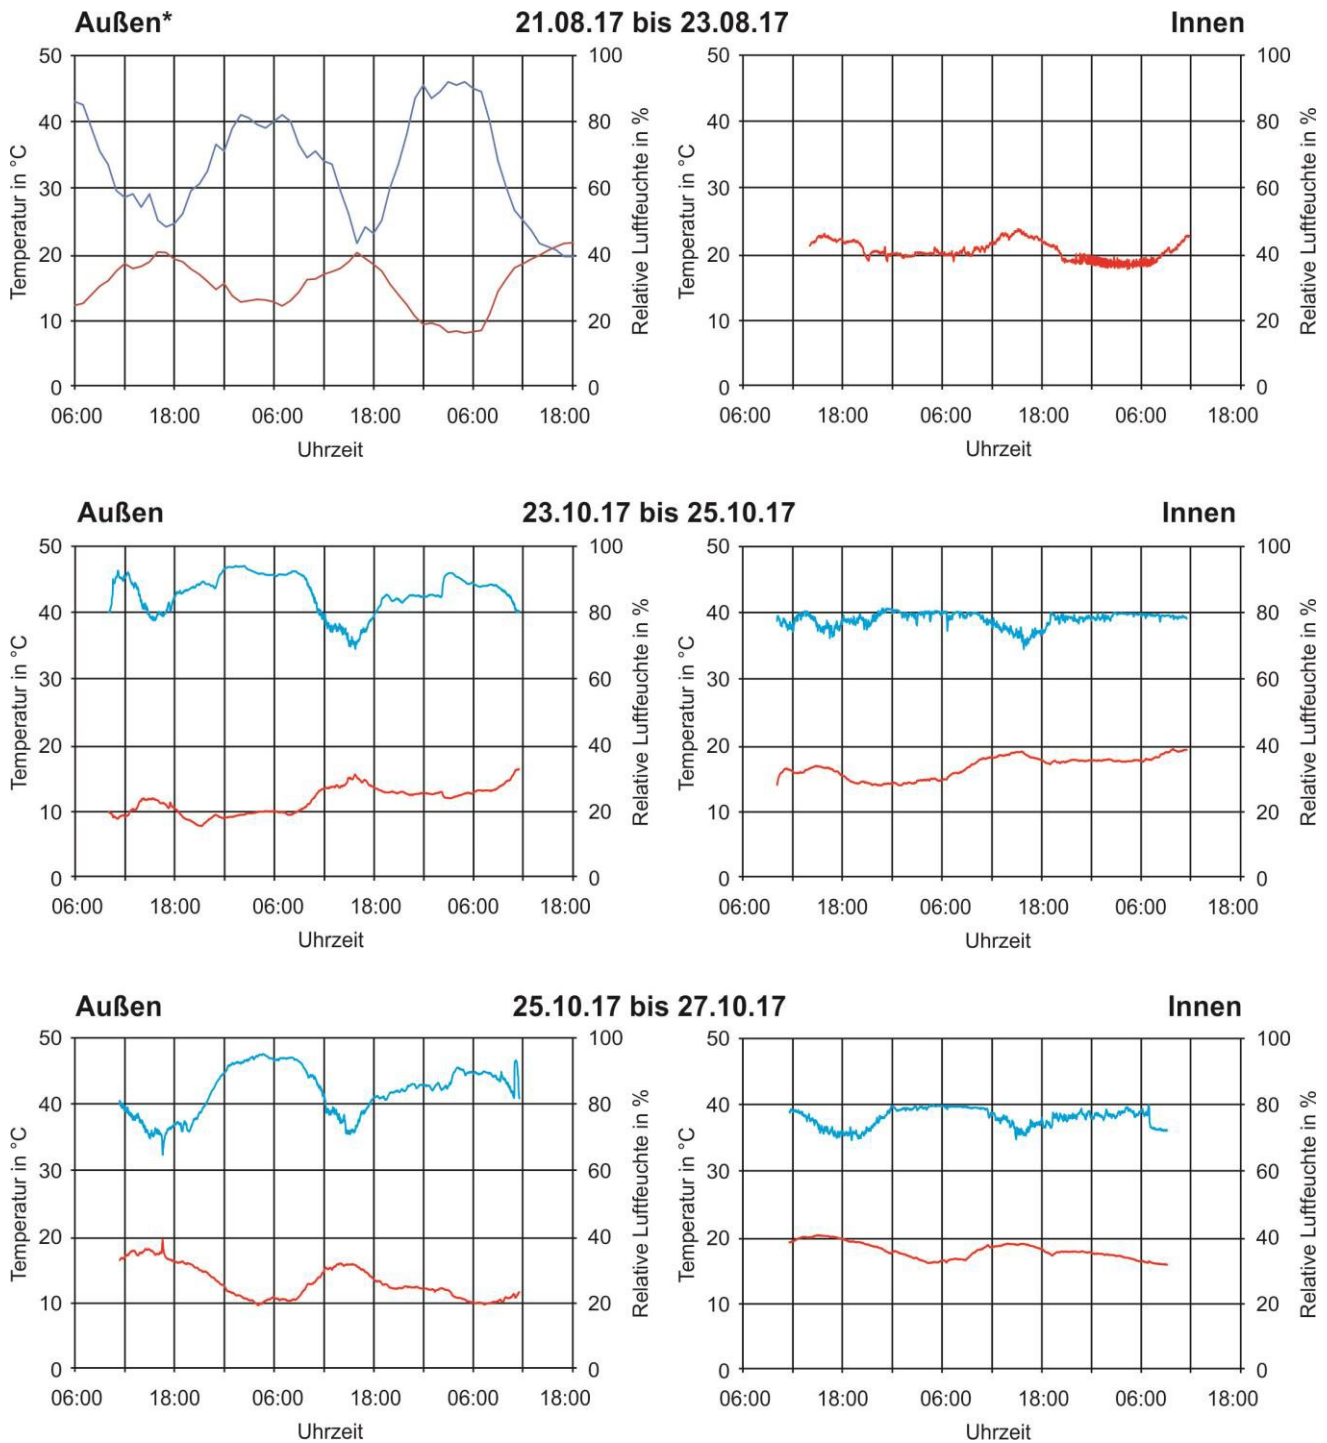 Außen* 21.08.17 bis 23.08.17 Innen
50 100 50 100
40 80 40 80
30 60 30 60
20 40 20 40
10 20 10 20
0 0 0 0
Temperatur in °C
Relative Luftfeuchte in %
Temperatur in °C
Relative Luftfeuchte in %
06:00 18:00 06:00 18:00 06:00 18:00 06:00 18:00 06:00 18:00 06:00 18:00
Uhrzeit Uhrzeit
Außen 23.10.17 bis 25.10.17 Innen
50 100 50 100
40 80 40 80
30 60 30 60
20 40 20 40
10 20 10 20
0 0 0 0
Temperatur in °C
Relative Luftfeuchte in %
Temperatur in °C
Relative Luftfeuchte in %
06:00 18:00 06:00 18:00 06:00 18:00 06:00 18:00 06:00 18:00 06:00 18:00
Uhrzeit Uhrzeit
Außen 25.10.17 bis 27.10.17 Innen
50 100 50 100
40 80 40 80
30 60 30 60
20 40 20 40
10 20 10 20
0 0 0 0
Temperatur in °C
Relative Luftfeuchte in %
Temperatur in °C
Relative Luftfeuchte in %
06:00 18:00 06:00 18:00 06:00 18:00 06:00 18:00 06:00 18:00 06:00 18:00
Uhrzeit Uhrzeit